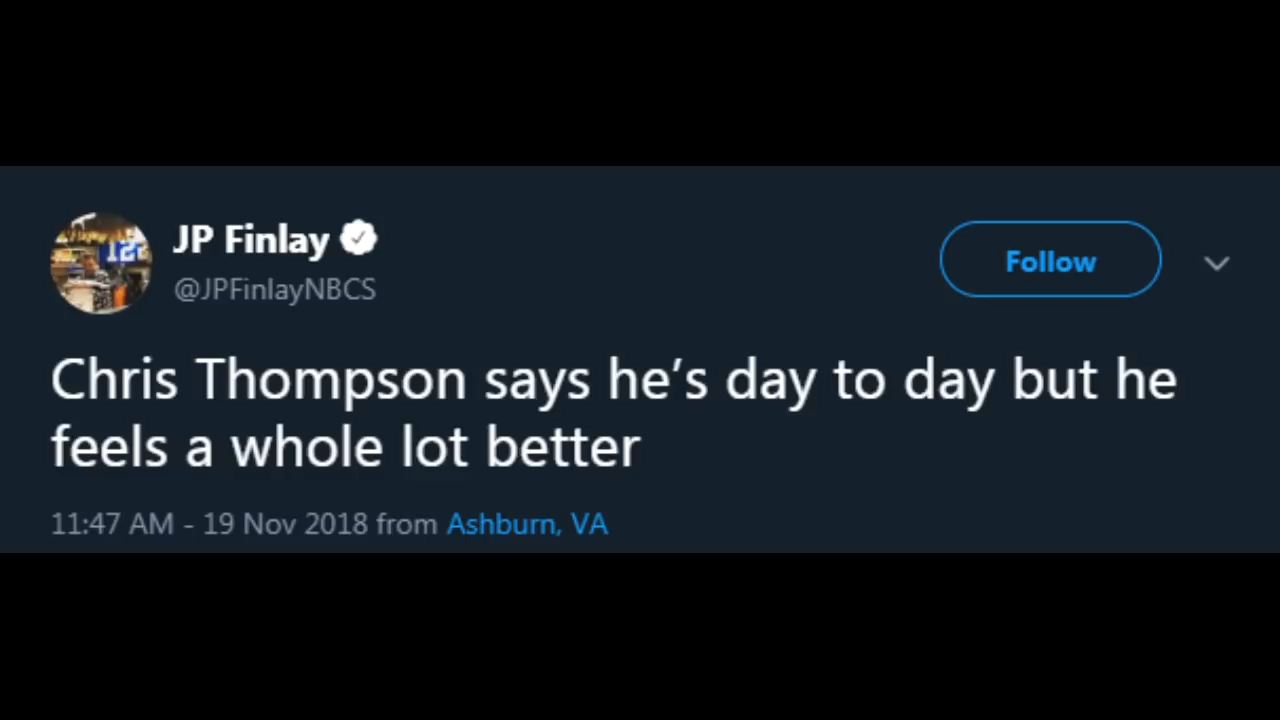 JP Finlay
@JPFinlayNBCS
Follow
Chris Thompson says he's day to day but he
feels a whole lot better
11:47 AM - 19 Nov 2018 from Ashburn, VA